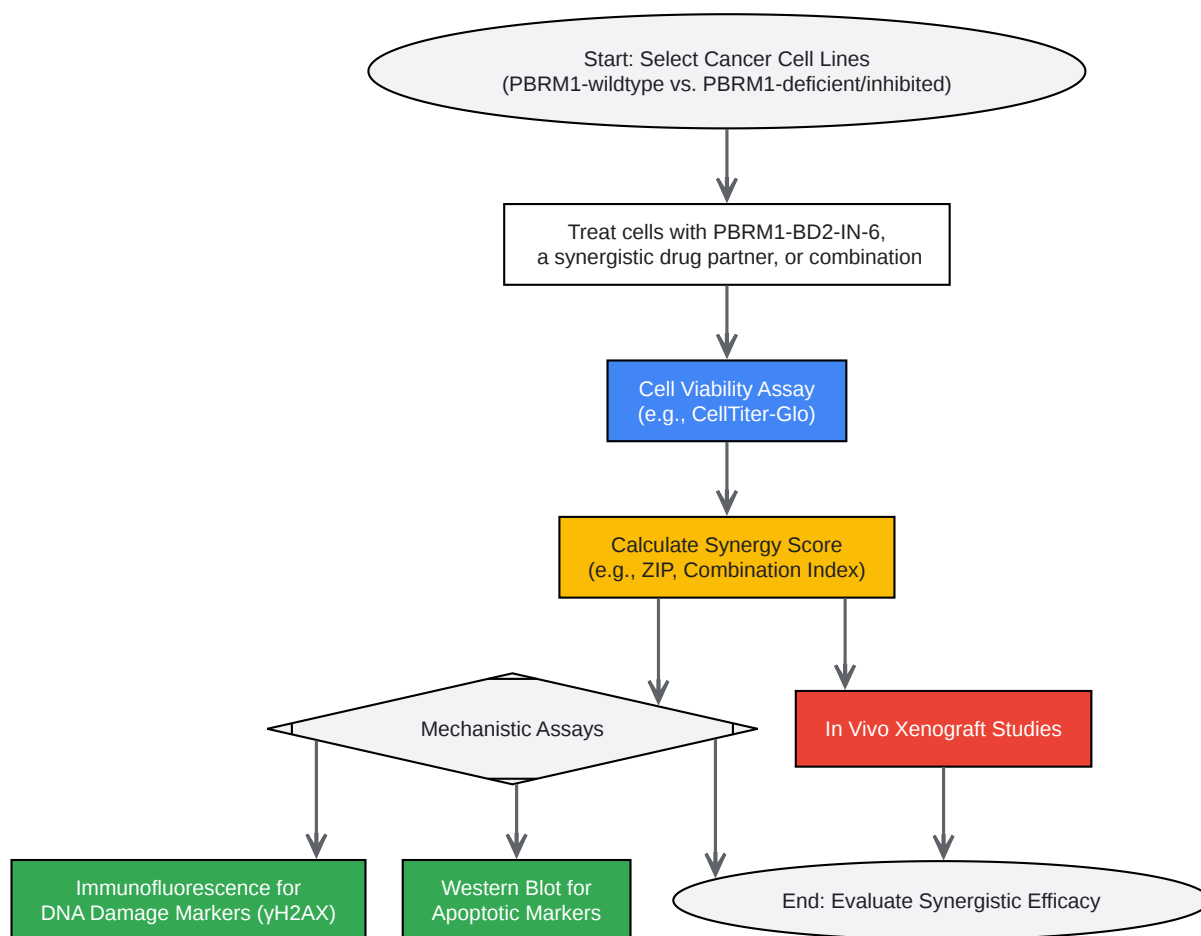 Start: Select Cancer Cell Lines
(PBRM1-wildtype vs. PBRM1-deficient/inhibited)
Treat cells with PBRM1-BD2-IN-6,
a synergistic drug partner, or combination
Cell Viability Assay
(e.g., CellTiter-Glo)
Calculate Synergy Score
(e.g., ZIP, Combination Index)
Mechanistic Assays
In Vivo Xenograft Studies
Immunofluorescence for
DNA Damage Markers (γH2AX)
Western Blot for
Apoptotic Markers
End: Evaluate Synergistic Efficacy